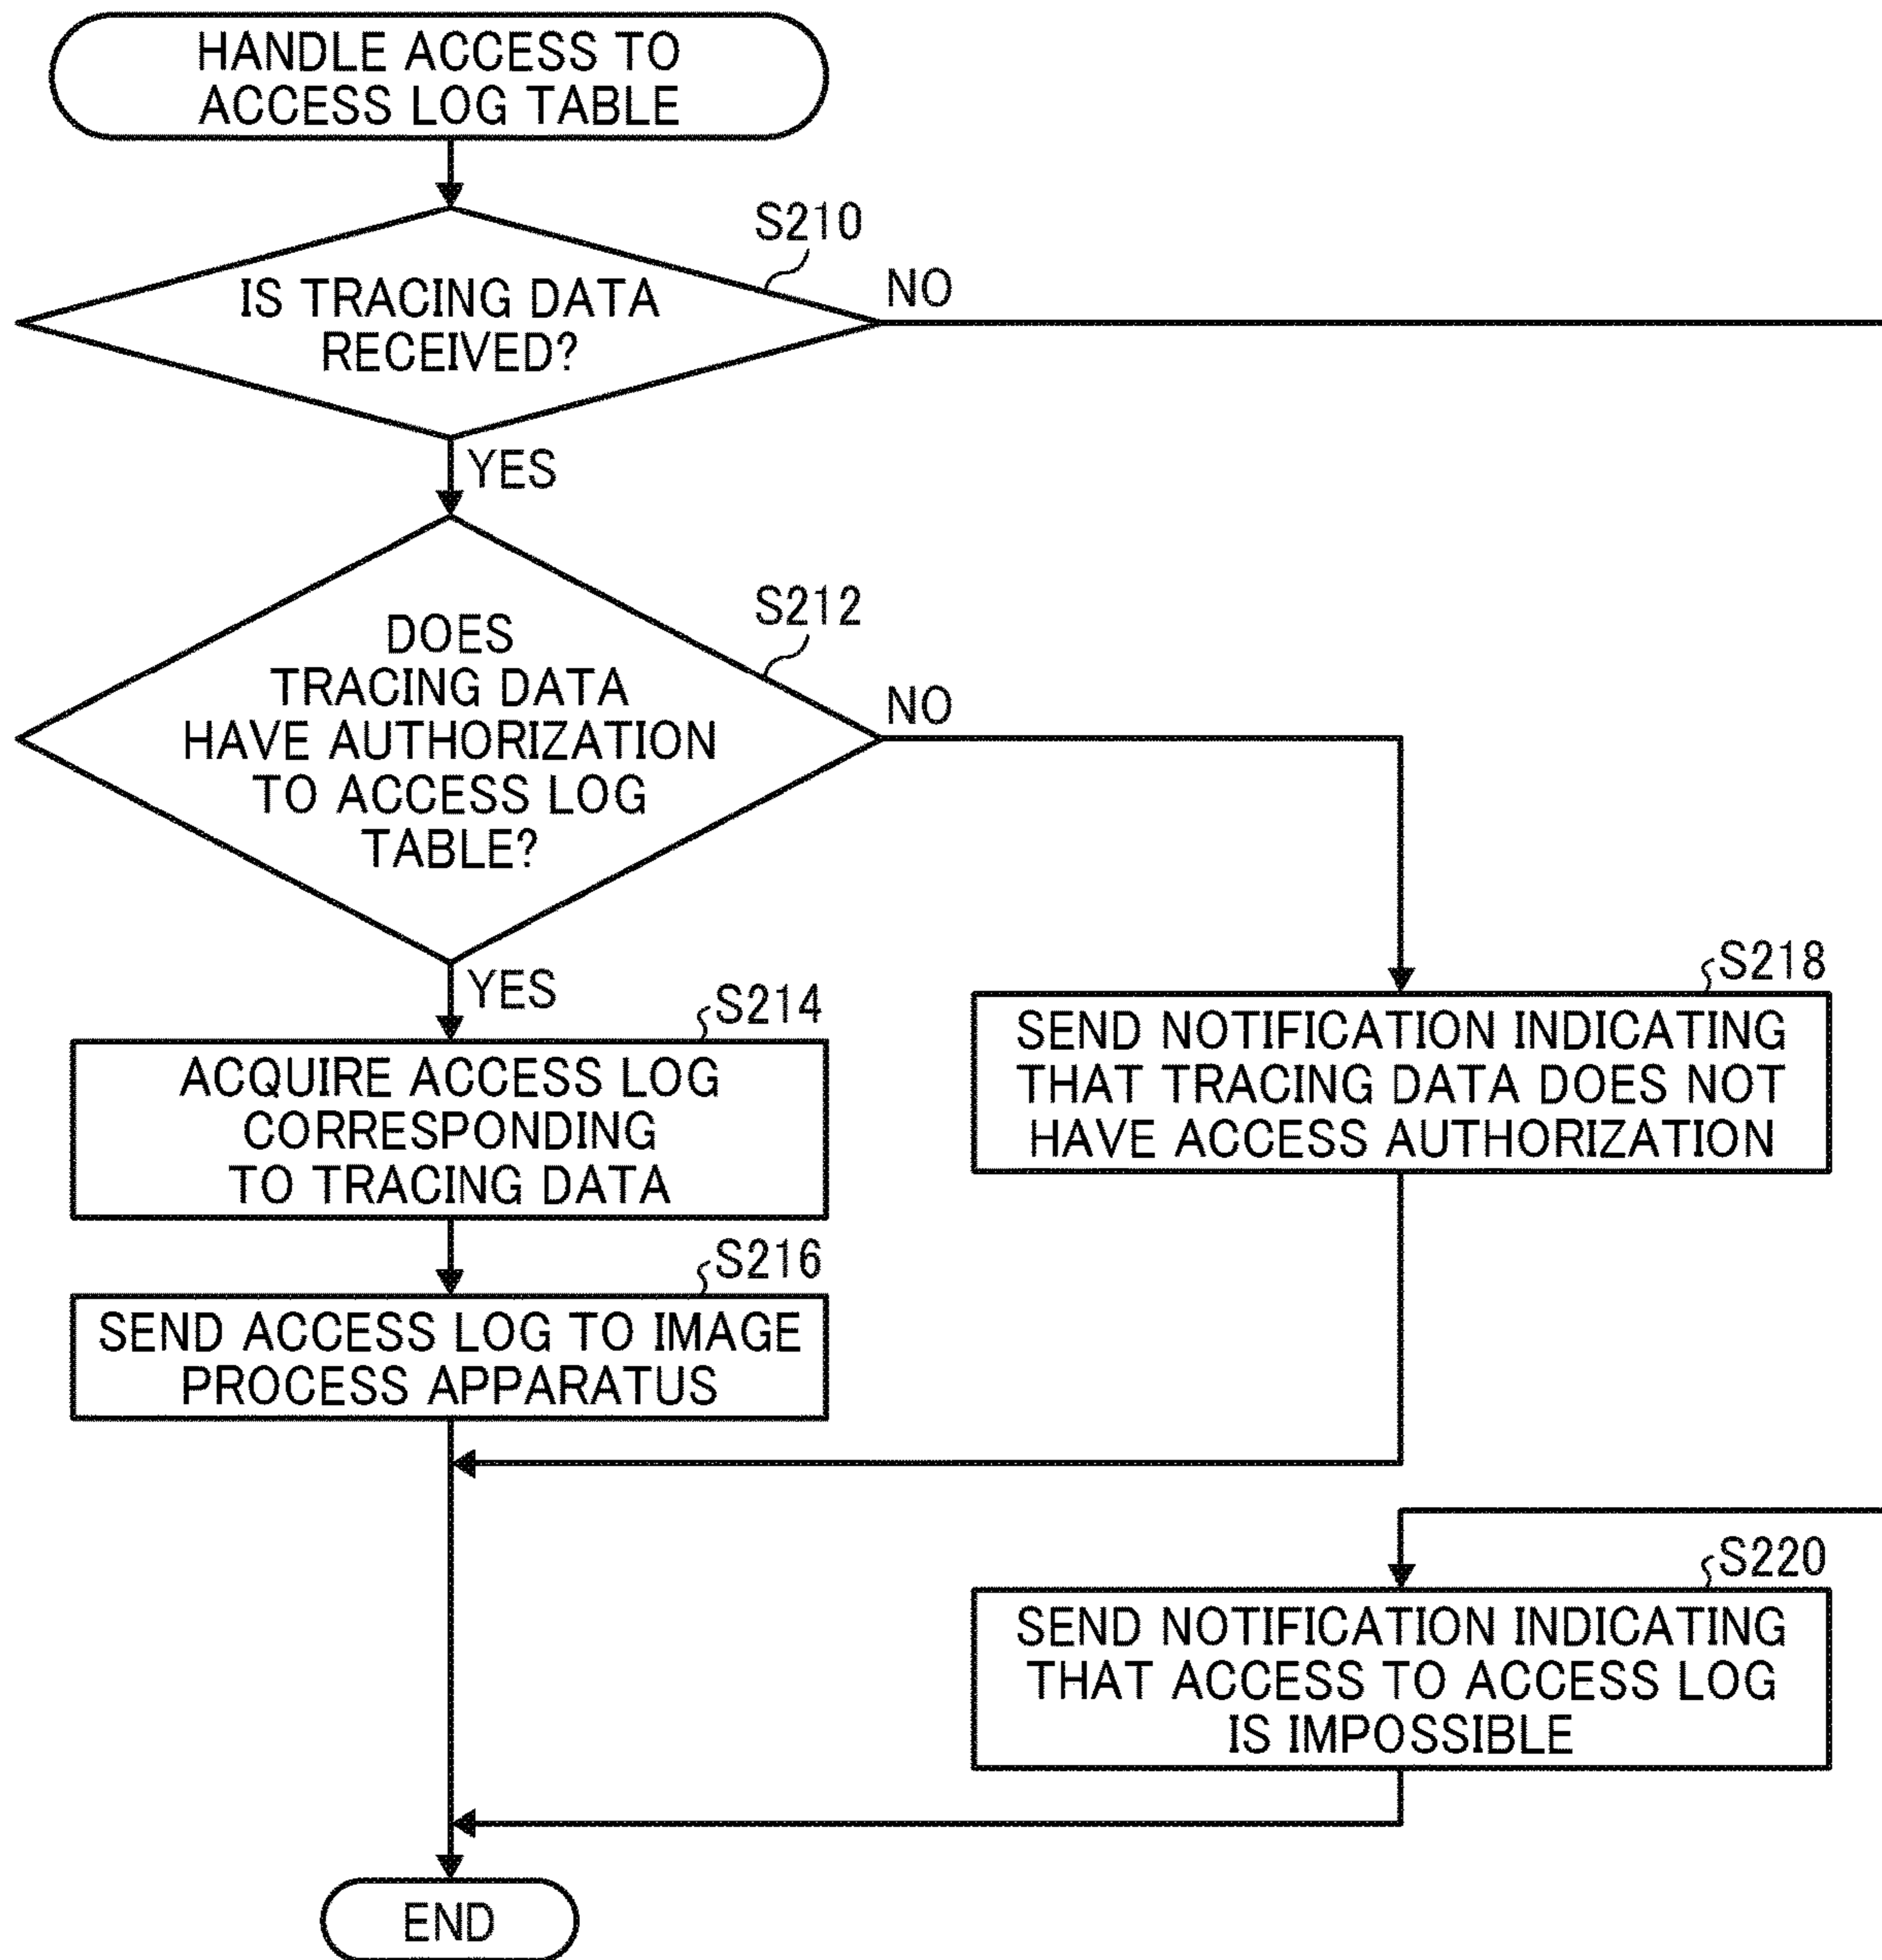 HANDLE ACCESS TO
ACCESS LOG TABLE
S210
IS TRACING DATA
RECEIVED?
NO
YES
S212
DOES
TRACING DATA
HAVE AUTHORIZATION
TO ACCESS LOG
TABLE?
NO
YES
S214
ACQUIRE ACCESS LOG
CORRESPONDING
TO TRACING DATA
S218
SEND NOTIFICATION INDICATING
THAT TRACING DATA DOES NOT
HAVE ACCESS AUTHORIZATION
S216
SEND ACCESS LOG TO IMAGE
PROCESS APPARATUS
S220
SEND NOTIFICATION INDICATING
THAT ACCESS TO ACCESS LOG
IS IMPOSSIBLE
END